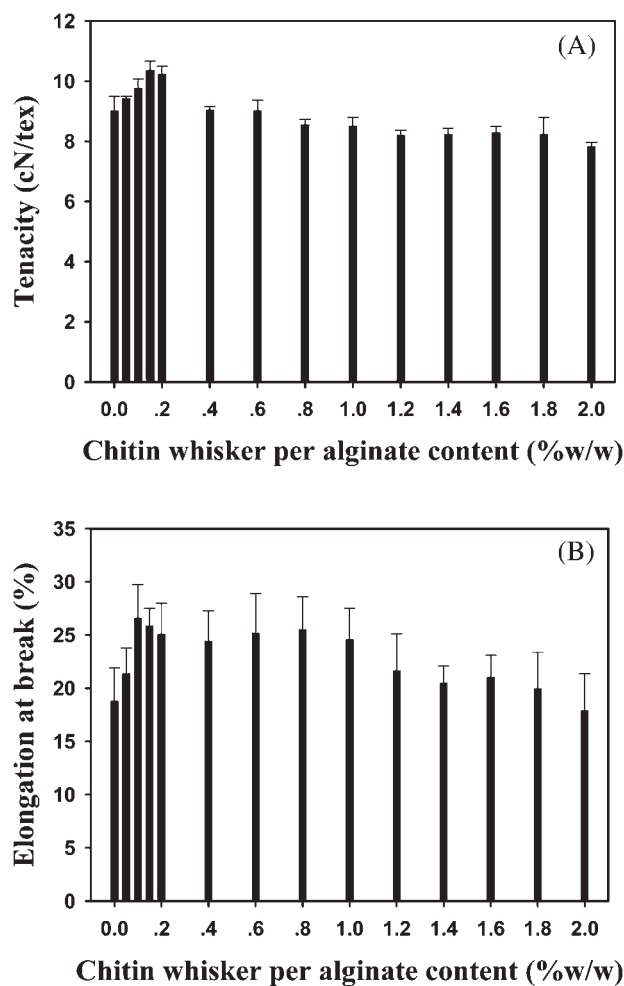 (A)
Tenacity (cN/tex)
12
10
8
6
4
2
0
0.0 .2 .4 .6 .8 1.0 1.2 1.4 1.6 1.8 2.0
Chitin whisker per alginate content (%w/w)
(B)
Elongation at break (%)
35
30
25
20
15
10
5
0
0.0 .2 .4 .6 .8 1.0 1.2 1.4 1.6 1.8 2.0
Chitin whisker per alginate content (%w/w)